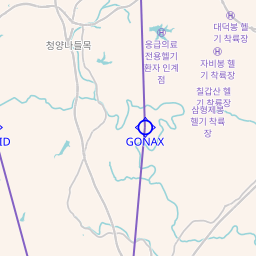 대덕봉 헬
기 착륙장
청양나들목
응급의료
전용헬기
환자 인계
점
자비봉 헬
기 착륙장
칠갑산 헬
기 착륙장
삼형제봉
헬기 착륙
장
GONAX
ID